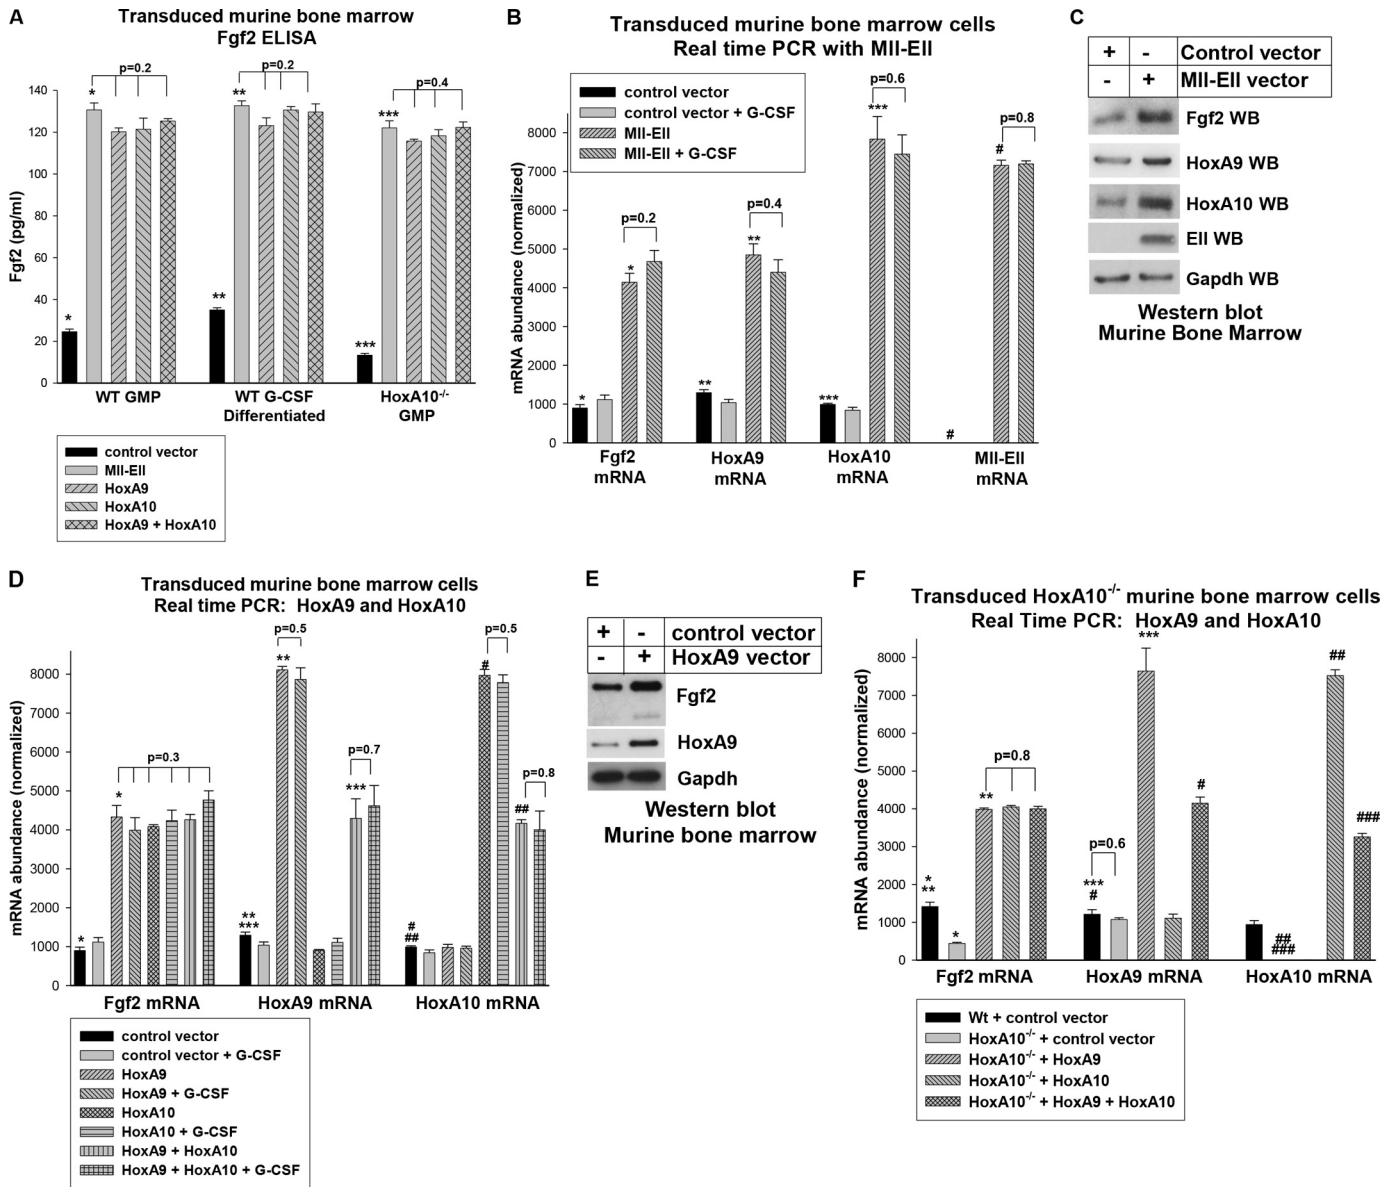 A
Transduced murine bone marrow
Fgf2 ELISA
Fgf2 (pg/ml)
140
120
100
80
60
40
20
0
p=0.2
p=0.2
p=0.4
*
*
**
**
***
***
WT GMP
WT G-CSF
Differentiated
HoxA10-/-
GMP
control vector
Mll-Ell
HoxA9
HoxA10
HoxA9 + HoxA10
B
Transduced murine bone marrow cells
Real time PCR with Mll-Ell
control vector
control vector + G-CSF
Mll-Ell
Mll-Ell + G-CSF
mRNA abundance (normalized)
8000
7000
6000
5000
4000
3000
2000
1000
0
p=0.2
p=0.4
p=0.6
p=0.8
*
*
**
**
***
***
#
#
Fgf2
mRNA
HoxA9
mRNA
HoxA10
mRNA
Mll-Ell
mRNA
C
+ - Control vector
- + Mll-Ell vector
Fgf2 WB
HoxA9 WB
HoxA10 WB
Ell WB
Gapdh WB
Western blot
Murine Bone Marrow
D
Transduced murine bone marrow cells
Real time PCR: HoxA9 and HoxA10
mRNA abundance (normalized)
8000
7000
6000
5000
4000
3000
2000
1000
0
p=0.3
p=0.5
p=0.7
p=0.5
p=0.8
*
*
**
***
**
***
#
##
#
##
Fgf2 mRNA
HoxA9 mRNA
HoxA10 mRNA
control vector
control vector + G-CSF
HoxA9
HoxA9 + G-CSF
HoxA10
HoxA10 + G-CSF
HoxA9 + HoxA10
HoxA9 + HoxA10 + G-CSF
E
+ - control vector
- + HoxA9 vector
Fgf2
HoxA9
Gapdh
Western blot
Murine bone marrow
F
Transduced HoxA10-/- murine bone marrow cells
Real Time PCR: HoxA9 and HoxA10
mRNA abundance (normalized)
8000
7000
6000
5000
4000
3000
2000
1000
0
p=0.8
p=0.6
*
**
*
**
***
#
***
#
##
###
##
###
Fgf2 mRNA
HoxA9 mRNA
HoxA10 mRNA
Wt + control vector
HoxA10-/- + control vector
HoxA10-/- + HoxA9
HoxA10-/- + HoxA10
HoxA10-/- + HoxA9 + HoxA10